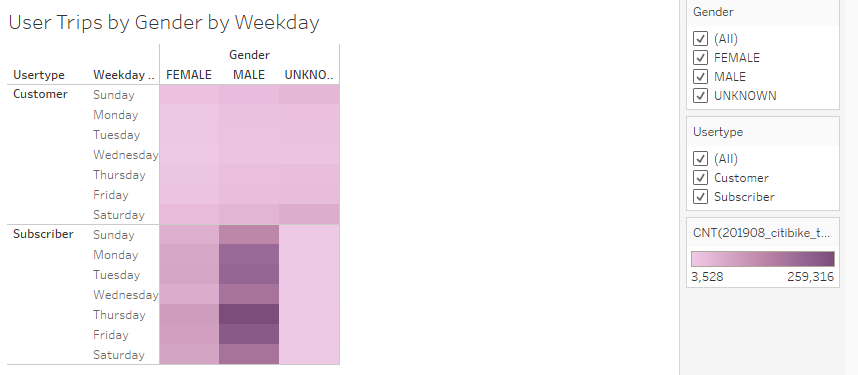 User Trips by Gender by Weekday
Gender
Usertype Weekday .. FEMALE MALE UNKNO..
Customer Sunday
Monday
Tuesday
Wednesday
Thursday
Friday
Saturday
Subscriber Sunday
Monday
Tuesday
Wednesday
Thursday
Friday
Saturday
Gender
(All)
FEMALE
MALE
UNKNOWN
Usertype
(All)
Customer
Subscriber
CNT(201908_citibike_t...
3,528 259,316